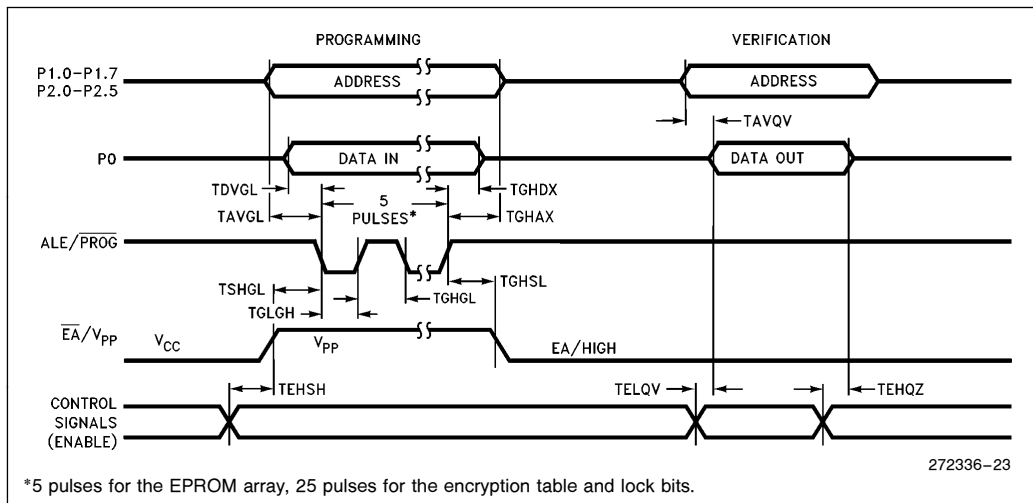 PROGRAMMING VERIFICATION
P1.0–P1.7
P2.0–P2.5
ADDRESS ADDRESS
TAVQV
P0 DATA IN DATA OUT
TDVGL 5 TGHDX
TAVGL PULSES* TGHAX
ALE/PROG
TSHGL TGHSL
TGLGH TGHGL
EA/VPP VCC VPP EA/HIGH
TEHSH TELQV TEHQZ
CONTROL
SIGNALS
(ENABLE)
272336–23
*5 pulses for the EPROM array, 25 pulses for the encryption table and lock bits.